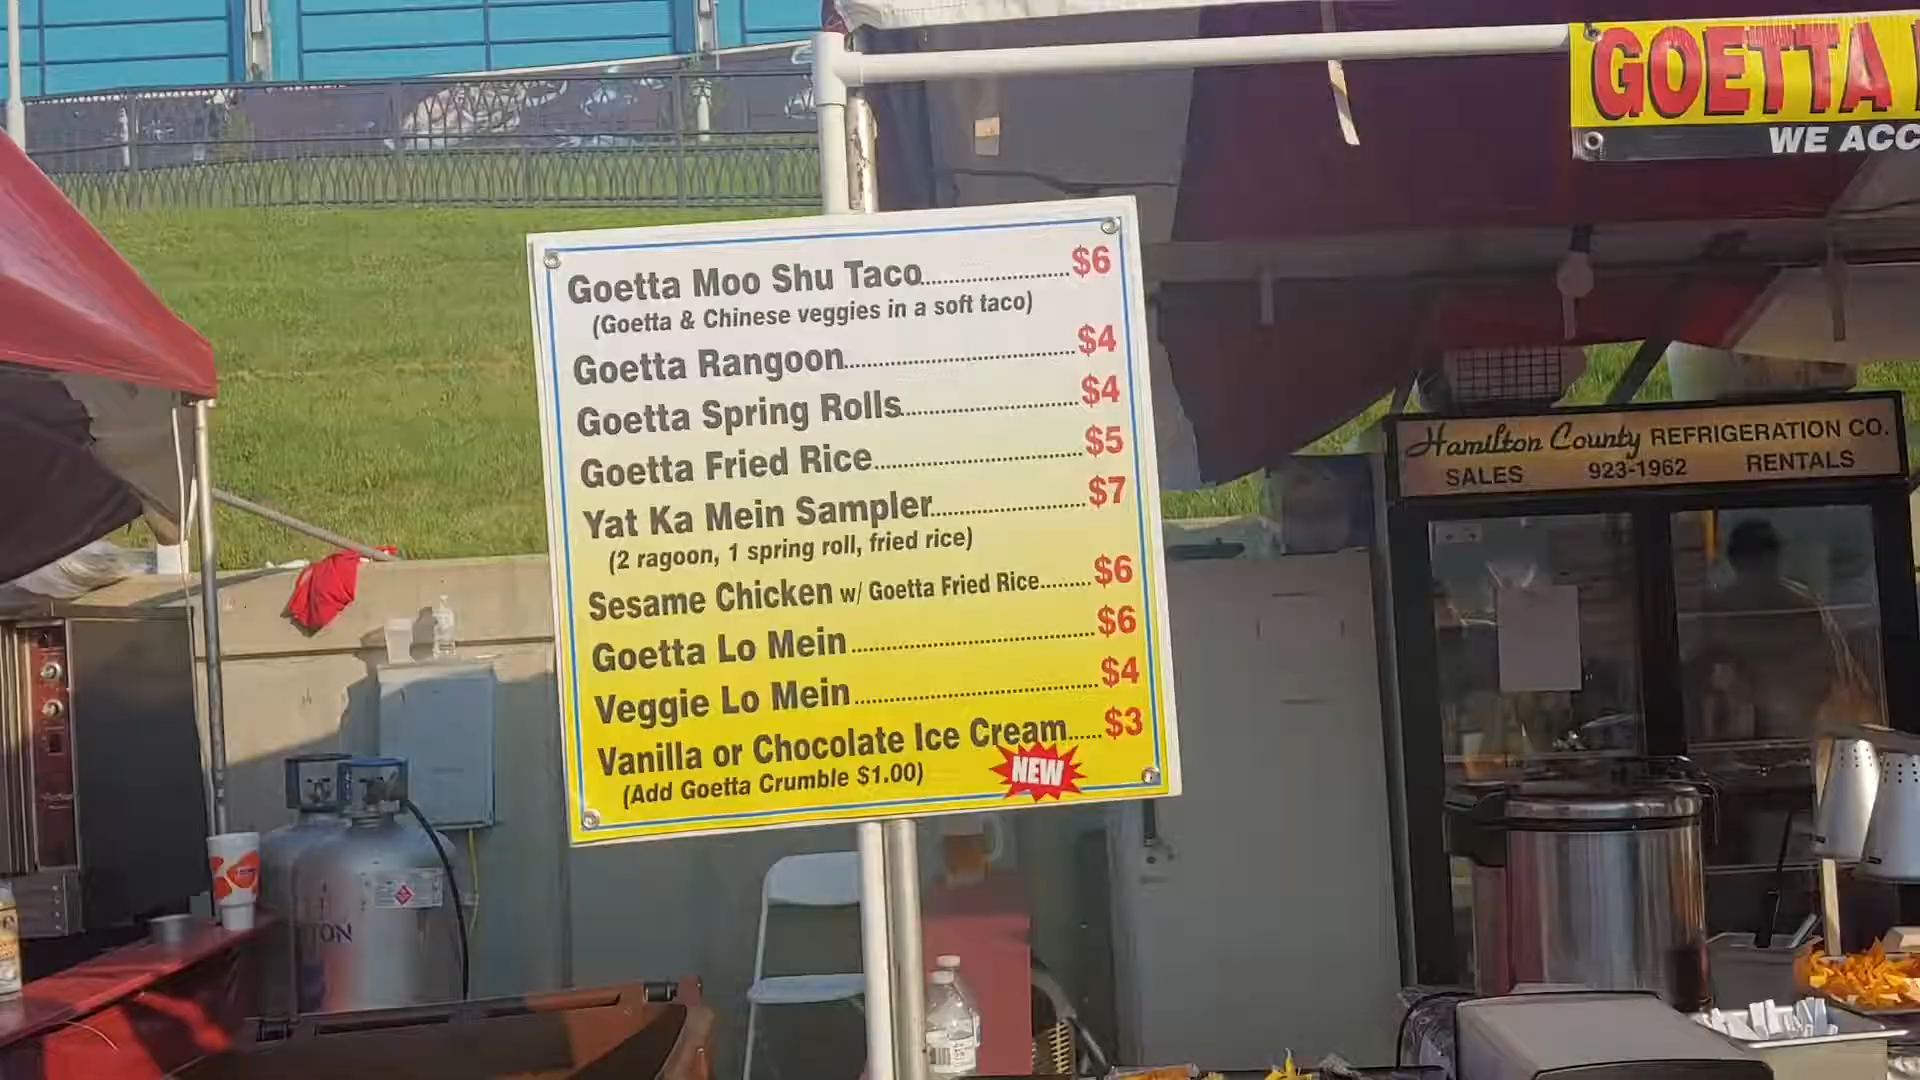 GOETTA
WE ACC
Goetta Moo Shu Taco $6
(Goetta & Chinese veggies in a soft taco)
Goetta Rangoon $4
Goetta Spring Rolls $4
Goetta Fried Rice $5
Yat Ka Mein Sampler $7
(2 ragoon, 1 spring roll, fried rice)
Sesame Chicken w/ Goetta Fried Rice $6
Goetta Lo Mein $6
Veggie Lo Mein $4
Vanilla or Chocolate Ice Cream $3
(Add Goetta Crumble $1.00)
NEW
Hamilton County REFRIGERATION CO.
SALES 923-1962 RENTALS
TON